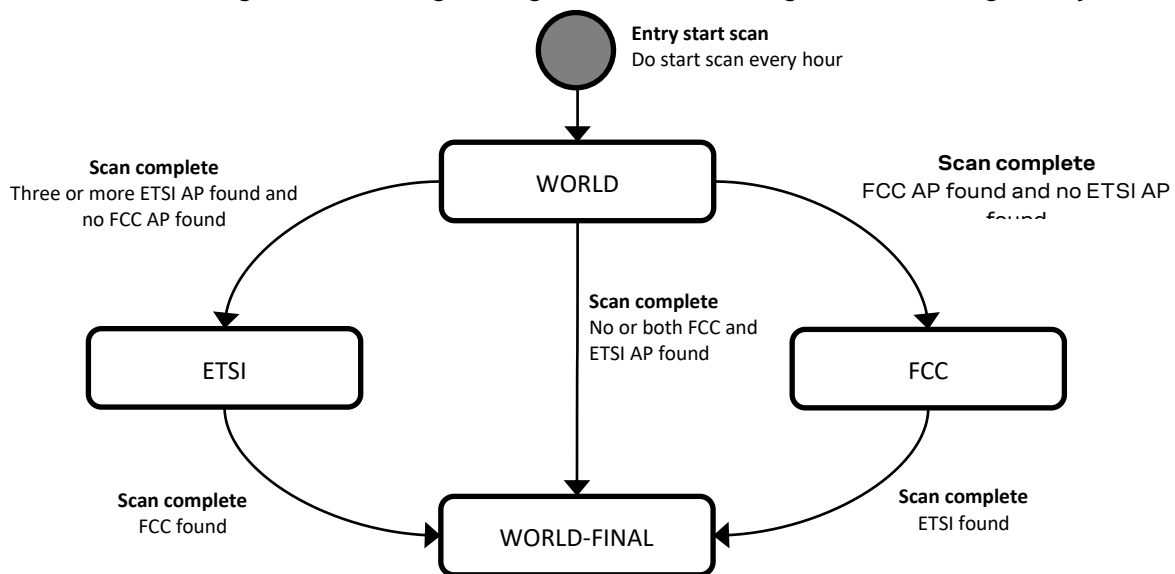 Entry start scan
Do start scan every hour
WORLD
Scan complete
Three or more ETSI AP found and
no FCC AP found
Scan complete
FCC AP found and no ETSI AP
found
Scan complete
No or both FCC and
ETSI AP found
ETSI
FCC
Scan complete
FCC found
Scan complete
ETSI found
WORLD-FINAL